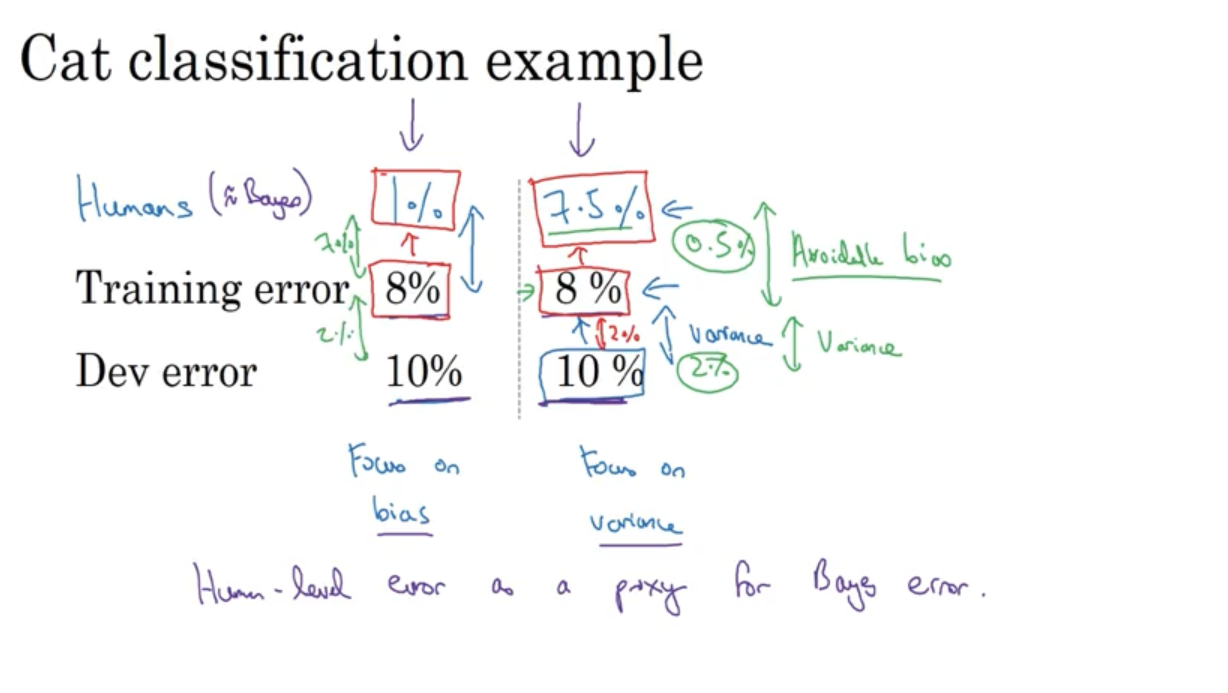 Cat classification example
Humans (≈ Bayes) 1% 7.5%
7% 0.5% Avoidable bias
Training error 8% 8 %
2% 2% Variance Variance
Dev error 10% 10 % 2%
Focus on Focus on
bias variance
Human-level error as a proxy for Bayes error.